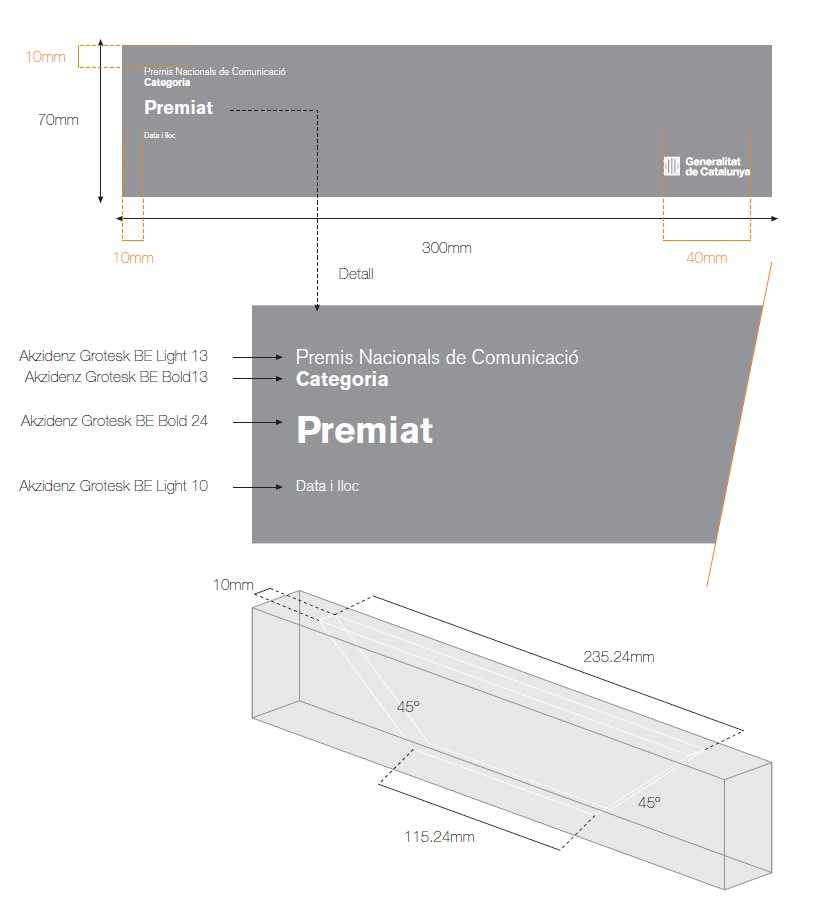 10mm
Premis Nacionals de Comunicació
Categoria
70mm
Premiat
Data i lloc
Generalitat
de Catalunya
300mm
10mm
40mm
Detall
Akzidenz Grotesk BE Light 13
Premis Nacionals de Comunicació
Akzidenz Grotesk BE Bold13
Categoria
Akzidenz Grotesk BE Bold 24
Premiat
Akzidenz Grotesk BE Light 10
Data i lloc
10mm
235.24mm
45º
45º
115.24mm